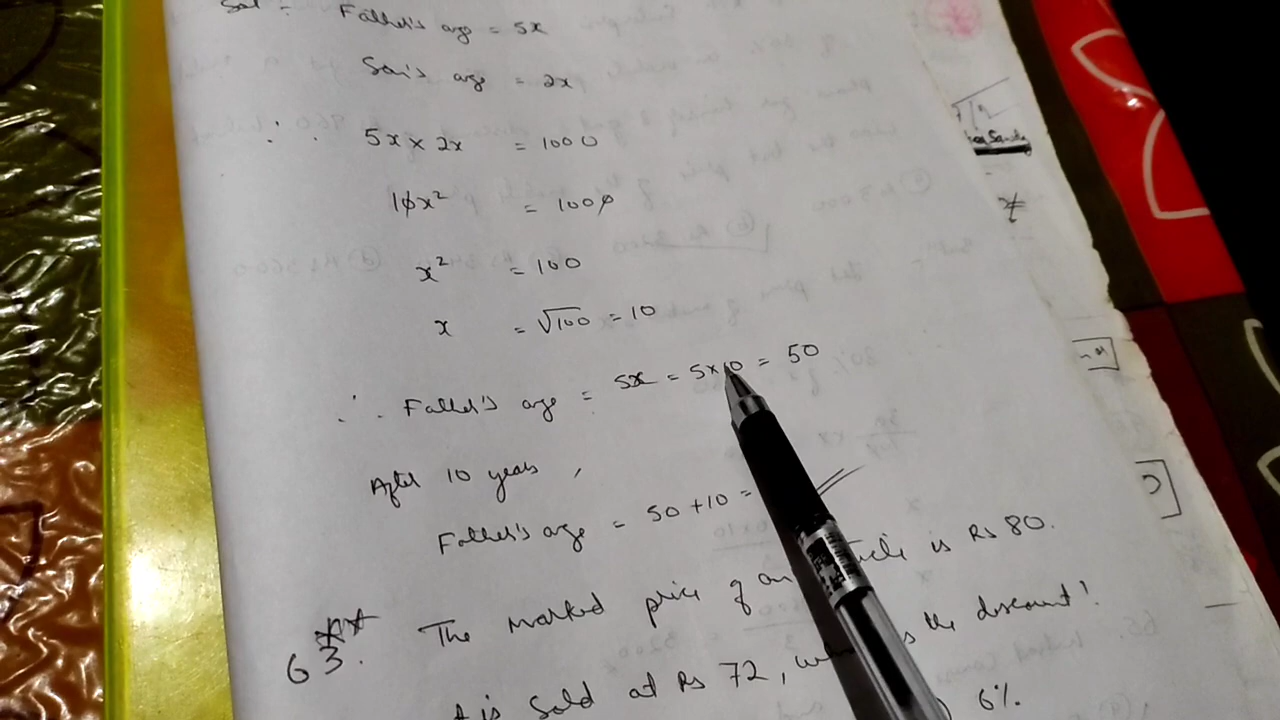 Sol :
Father's age = 5x
Son's age = 2x
∴ 5x × 2x = 1000
10x² = 1000
x² = 100
x = √100 = 10
∴ Father's age = 5x = 5×10 = 50
After 10 years,
Father's age = 50 + 10 =
63. The marked price of an is Rs 80.
is sold at Rs 72, the discount?
6%.